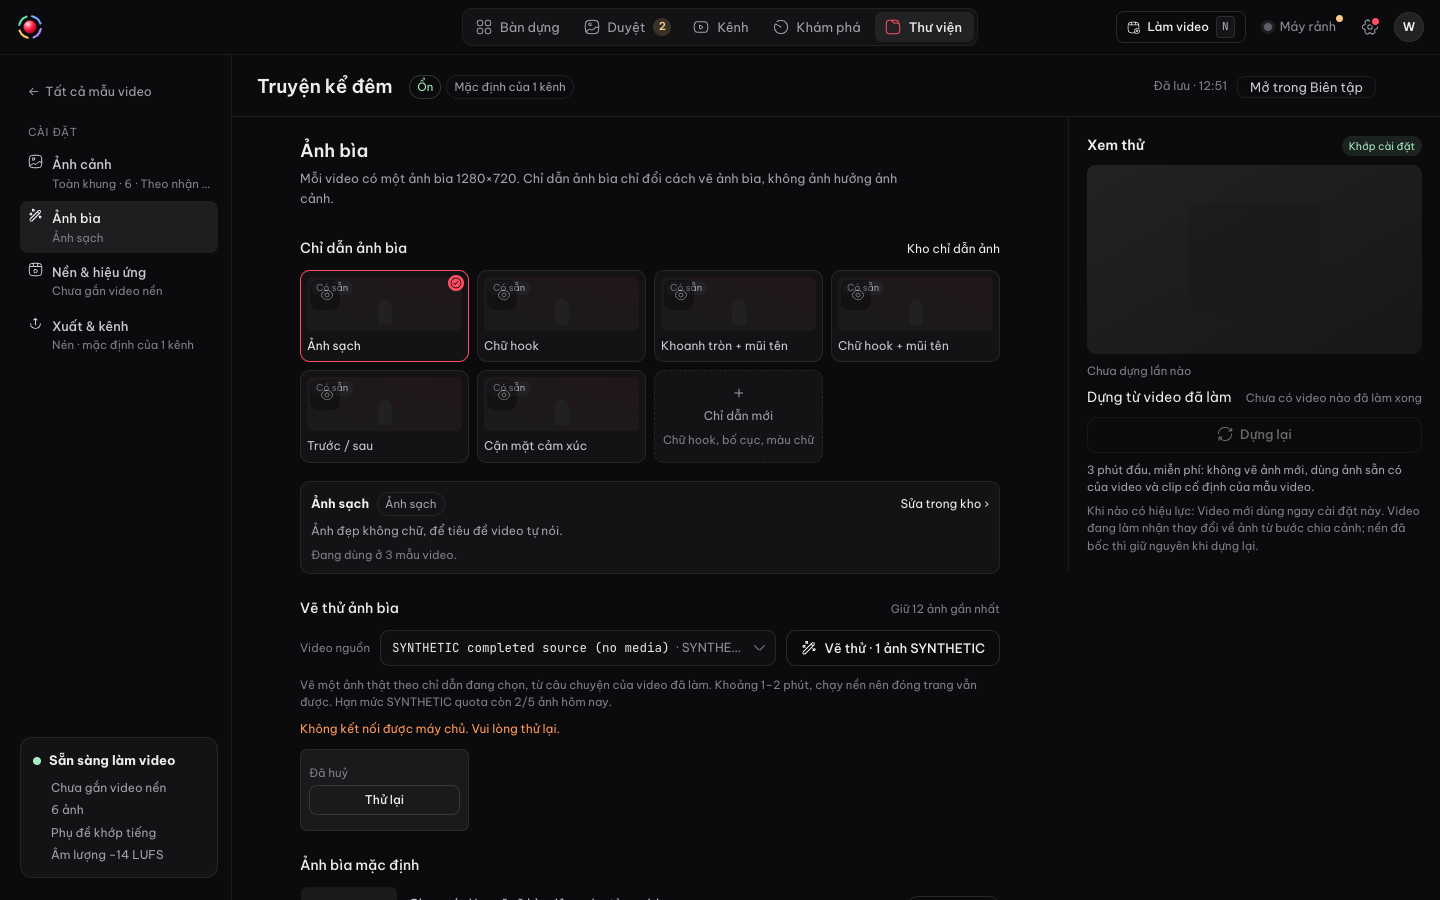 Bàn dựng
Duyệt 2
Kênh
Khám phá
Thư viện
Làm video N
Máy rảnh
W
← Tất cả mẫu video
CÀI ĐẶT
Ảnh cảnh
Toàn khung · 6 · Theo nhận ...
Ảnh bìa
Ảnh sạch
Nền & hiệu ứng
Chưa gắn video nền
Xuất & kênh
Nén · mặc định của 1 kênh
Sẵn sàng làm video
Chưa gắn video nền
6 ảnh
Phụ đề khớp tiếng
Âm lượng -14 LUFS
Truyện kể đêm
Ổn
Mặc định của 1 kênh
Đã lưu · 12:51
Mở trong Biên tập
Ảnh bìa
Mỗi video có một ảnh bìa 1280×720. Chỉ dẫn ảnh bìa chỉ đổi cách vẽ ảnh bìa, không ảnh hưởng ảnh
cảnh.
Chỉ dẫn ảnh bìa
Kho chỉ dẫn ảnh
Có sẵn
Ảnh sạch
Có sẵn
Chữ hook
Có sẵn
Khoanh tròn + mũi tên
Có sẵn
Chữ hook + mũi tên
Có sẵn
Trước / sau
Có sẵn
Cận mặt cảm xúc
+
Chỉ dẫn mới
Chữ hook, bố cục, màu chữ
Ảnh sạch
Ảnh sạch
Sửa trong kho ›
Ảnh đẹp không chữ, để tiêu đề video tự nói.
Đang dùng ở 3 mẫu video.
Vẽ thử ảnh bìa
Giữ 12 ảnh gần nhất
Video nguồn
SYNTHETIC completed source (no media) · SYNTHE...
Vẽ thử · 1 ảnh SYNTHETIC
Vẽ một ảnh thật theo chỉ dẫn đang chọn, từ câu chuyện của video đã làm. Khoảng 1–2 phút, chạy nền nên đóng trang vẫn
được. Hạn mức SYNTHETIC quota còn 2/5 ảnh hôm nay.
Không kết nối được máy chủ. Vui lòng thử lại.
Đã huỷ
Thử lại
Ảnh bìa mặc định
Xem thử
Khớp cài đặt
Chưa dựng lần nào
Dựng từ video đã làm
Chưa có video nào đã làm xong
Dựng lại
3 phút đầu, miễn phí: không vẽ ảnh mới, dùng ảnh sẵn có
của video và clip cố định của mẫu video.
Khi nào có hiệu lực: Video mới dùng ngay cài đặt này. Video
đang làm nhận thay đổi về ảnh từ bước chia cảnh; nền đã
bốc thì giữ nguyên khi dựng lại.